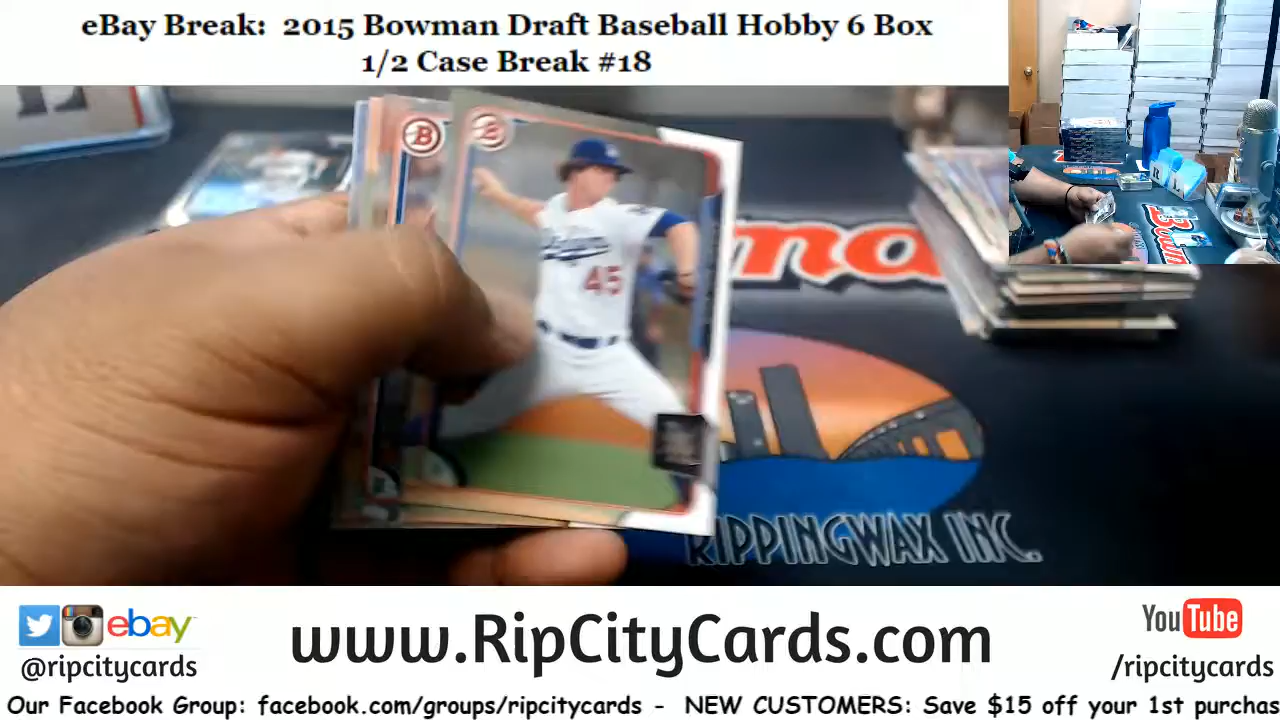 eBay Break:  2015 Bowman Draft Baseball Hobby 6 Box
1/2 Case Break #18
B
B
45
RIPPINGWAX INC.
ebay
@ripcitycards
www.RipCityCards.com
YouTube
/ripcitycards
Our Facebook Group: facebook.com/groups/ripcitycards -  NEW CUSTOMERS: Save $15 off your 1st purchas